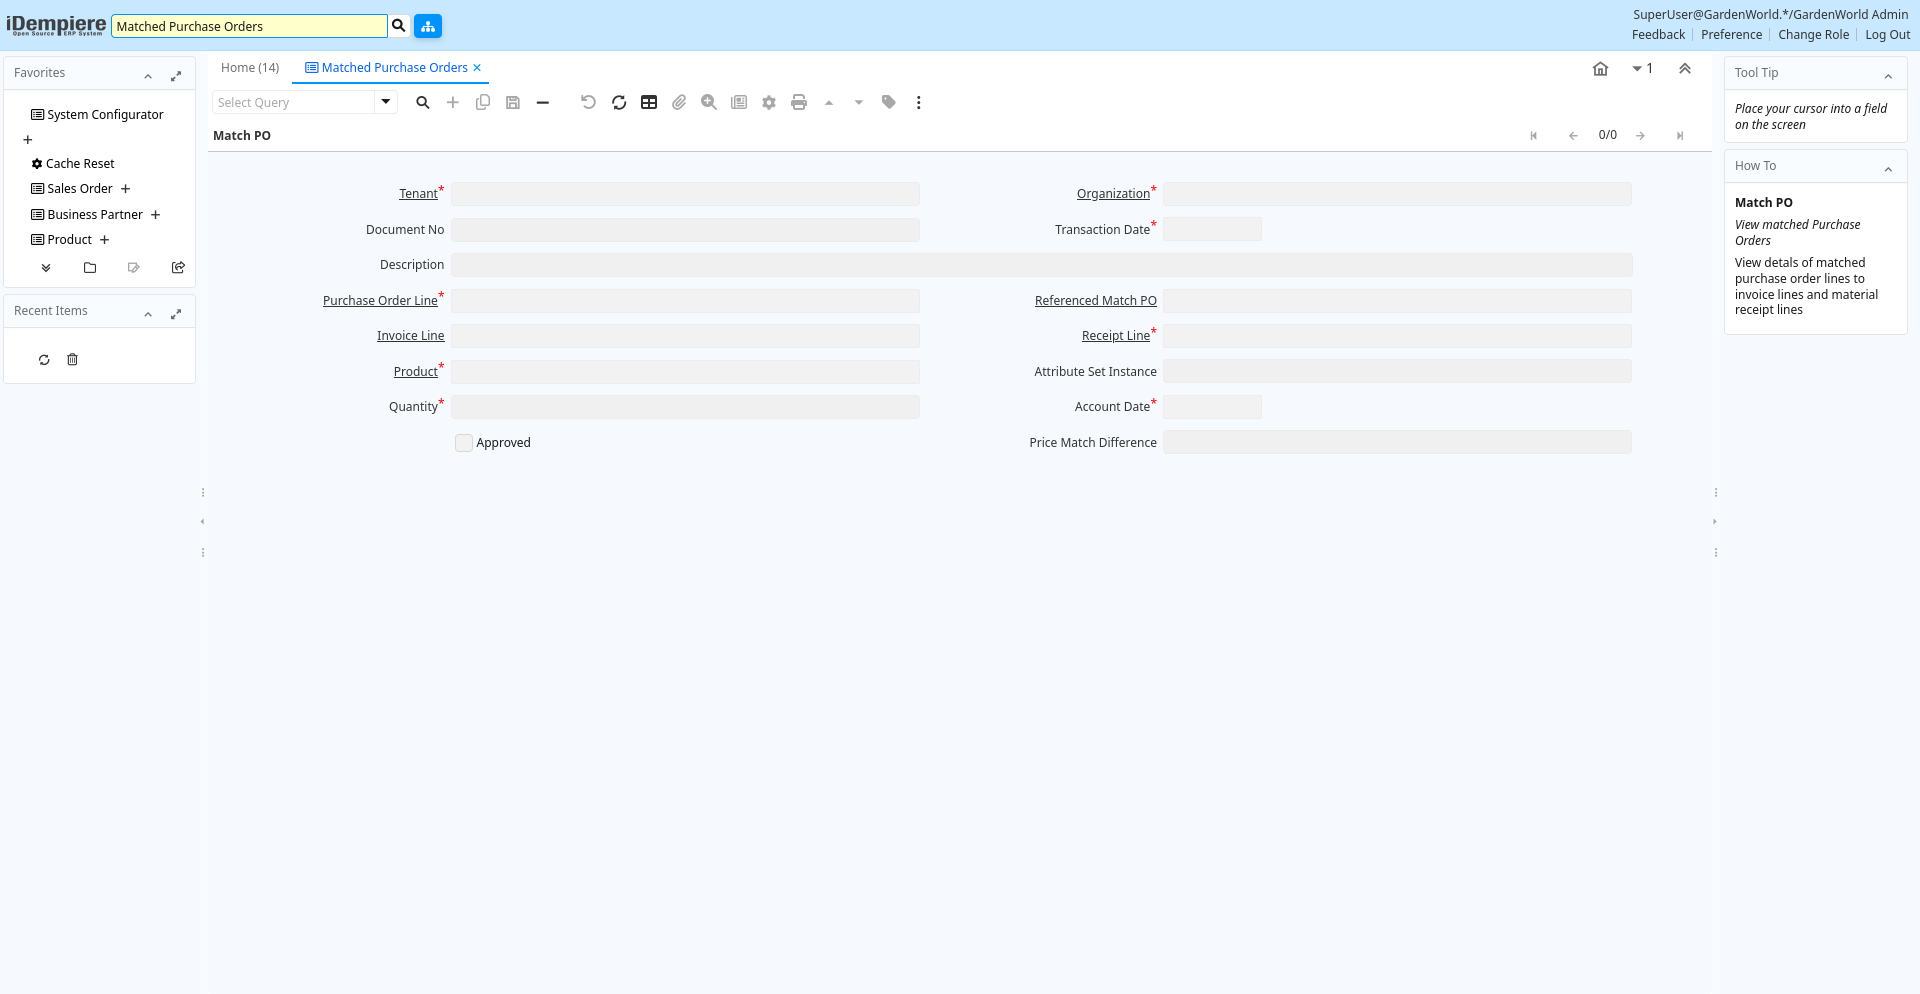 iDempiere
Open Source ERP System
Matched Purchase Orders
SuperUser@GardenWorld.*/GardenWorld Admin
Feedback
Preference
Change Role
Log Out
Favorites
System Configurator
Cache Reset
Sales Order
Business Partner
Product
Recent Items
Home (14)
Matched Purchase Orders
1
Select Query
Match PO
0/0
Tenant*
Organization*
Document No
Transaction Date*
Description
Purchase Order Line*
Referenced Match PO
Invoice Line
Receipt Line*
Product*
Attribute Set Instance
Quantity*
Account Date*
Approved
Price Match Difference
Tool Tip
Place your cursor into a field
on the screen
How To
Match PO
View matched Purchase
Orders
View detals of matched
purchase order lines to
invoice lines and material
receipt lines